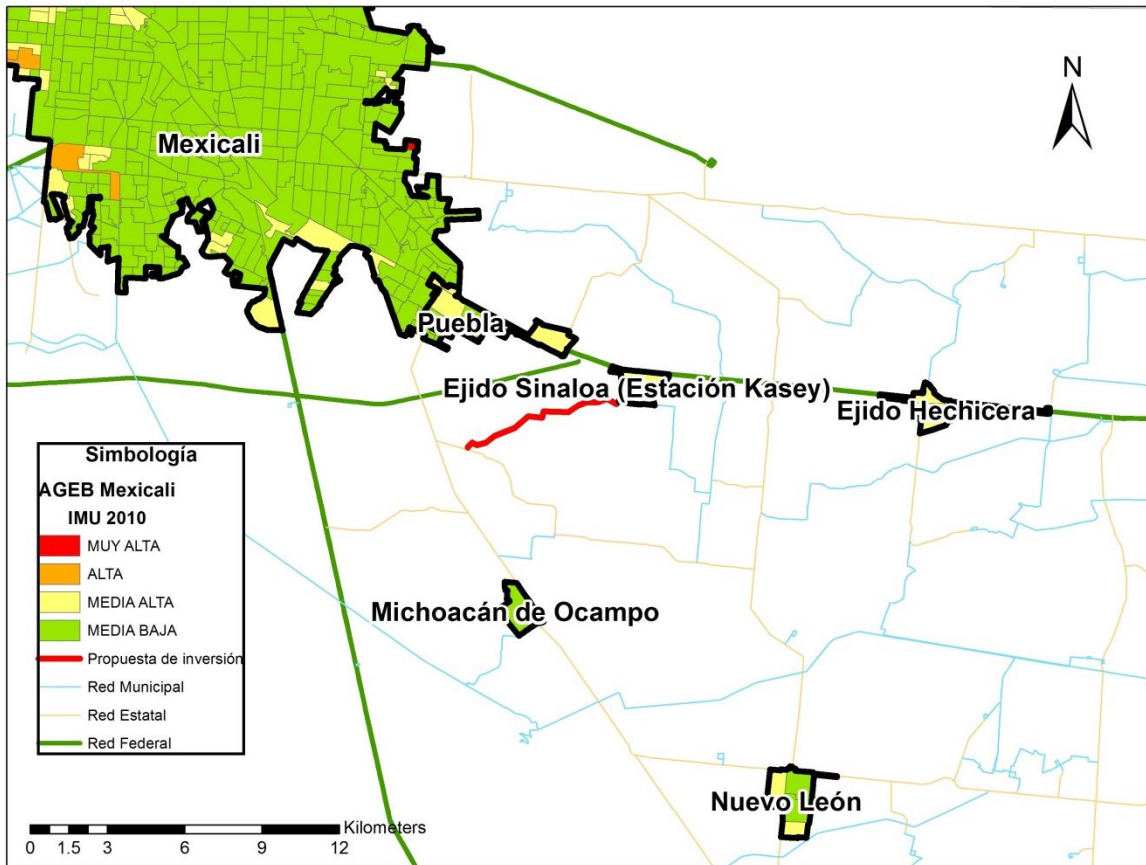 N
Mexicali
Puebla
Ejido Sinaloa (Estación Kasey)
Ejido Hechicera
Michoacán de Ocampo
Nuevo León
Simbología
AGEB Mexicali
IMU 2010
MUY ALTA
ALTA
MEDIA ALTA
MEDIA BAJA
Propuesta de inversión
Red Municipal
Red Estatal
Red Federal
Kilometers
0 1.5 3 6 9 12